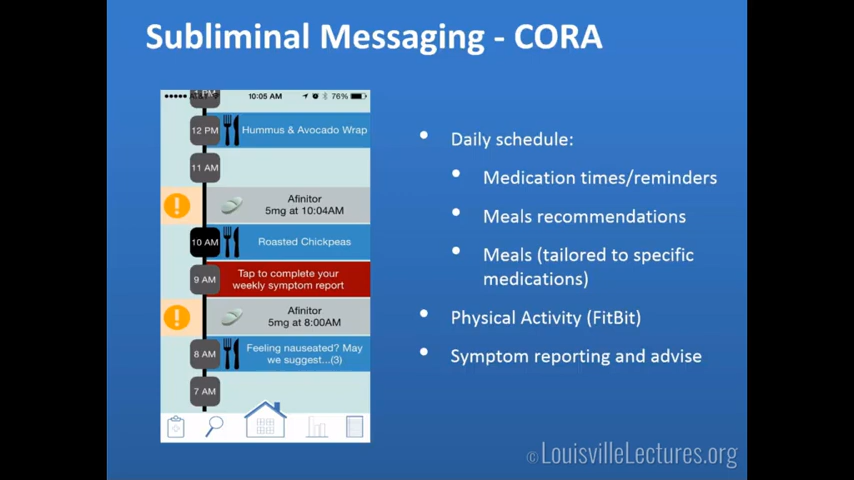 Subliminal Messaging - CORA
10:05 AM
76%
1 PM
12 PM
Hummus & Avocado Wrap
11 AM
Afinitor
5mg at 10:04AM
10 AM
Roasted Chickpeas
9 AM
Tap to complete your
weekly symptom report
Afinitor
5mg at 8:00AM
8 AM
Feeling nauseated? May
we suggest...(3)
7 AM
• Daily schedule:
• Medication times/reminders
• Meals recommendations
• Meals (tailored to specific
medications)
• Physical Activity (FitBit)
• Symptom reporting and advise
© LouisvilleLectures.org